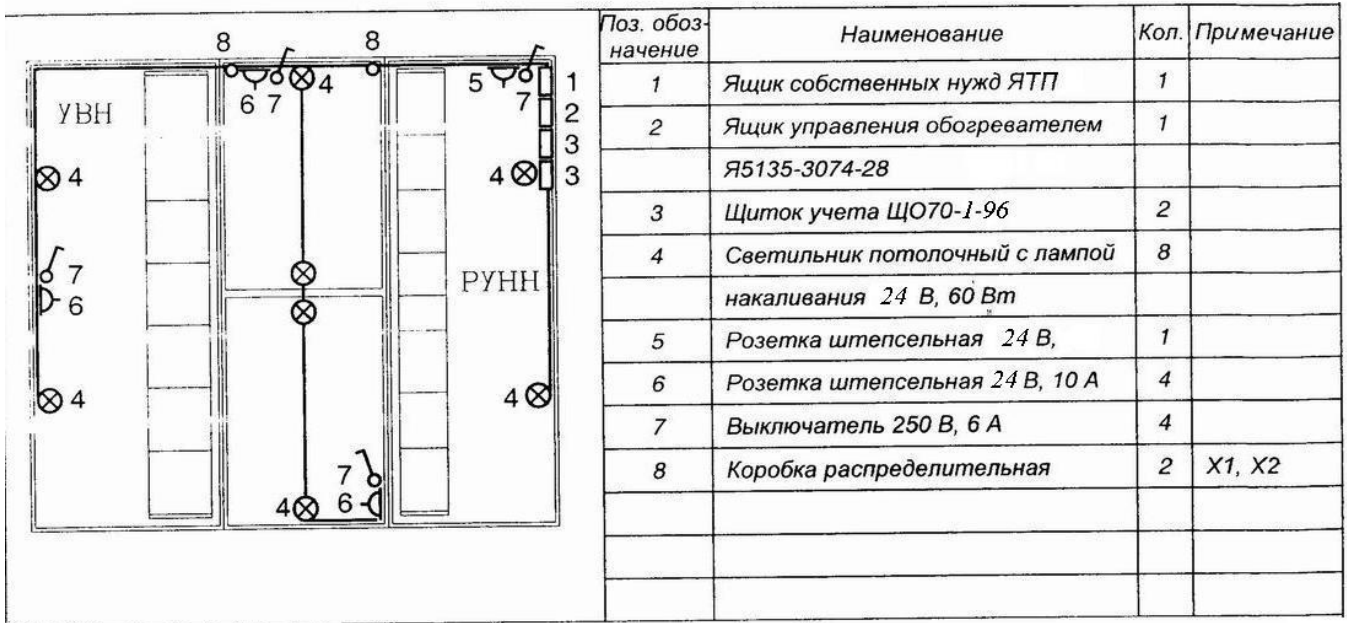 8 8
4
6 7
5
7
1
2
3
3
УВН
4
4
7
6
РУНН
4
4
7
6
4
Поз. обоз-
начение Наименование Кол. Примечание
1 Ящик собственных нужд ЯТП 1
2 Ящик управления обогревателем 1
Я5135-3074-28
3 Щиток учета ЩО70-1-96 2
4 Светильник потолочный с лампой 8
накаливания 24 В, 60 Вт
5 Розетка штепсельная 24 В, 1
6 Розетка штепсельная 24 В, 10 А 4
7 Выключатель 250 В, 6 А 4
8 Коробка распределительная 2 Х1, Х2